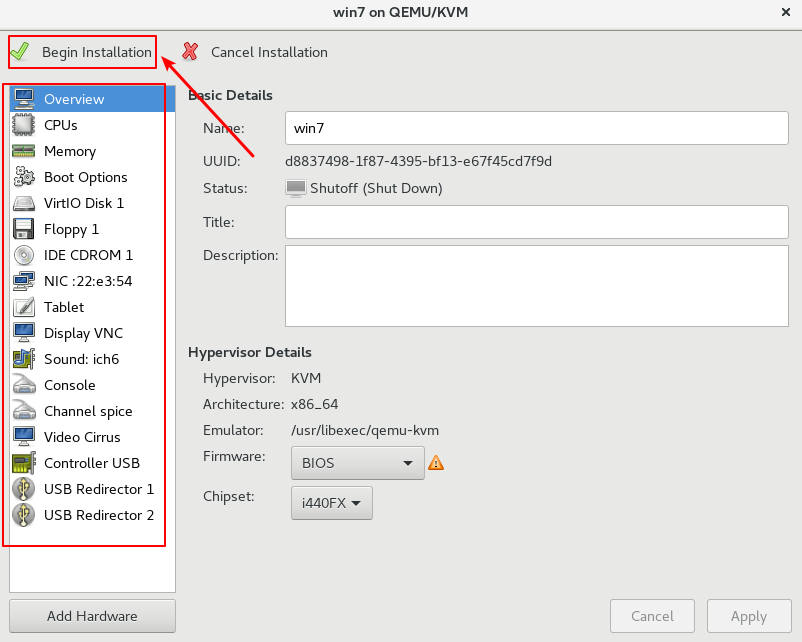 win7 on QEMU/KVM
Begin Installation
Cancel Installation
Overview
CPUs
Memory
Boot Options
VirtIO Disk 1
Floppy 1
IDE CDROM 1
NIC :22:e3:54
Tablet
Display VNC
Sound: ich6
Console
Channel spice
Video Cirrus
Controller USB
USB Redirector 1
USB Redirector 2
Add Hardware
Basic Details
Name: win7
UUID: d8837498-1f87-4395-bf13-e67f45cd7f9d
Status: Shutoff (Shut Down)
Title:
Description:
Hypervisor Details
Hypervisor: KVM
Architecture: x86_64
Emulator: /usr/libexec/qemu-kvm
Firmware: BIOS
Chipset: i440FX
Cancel
Apply